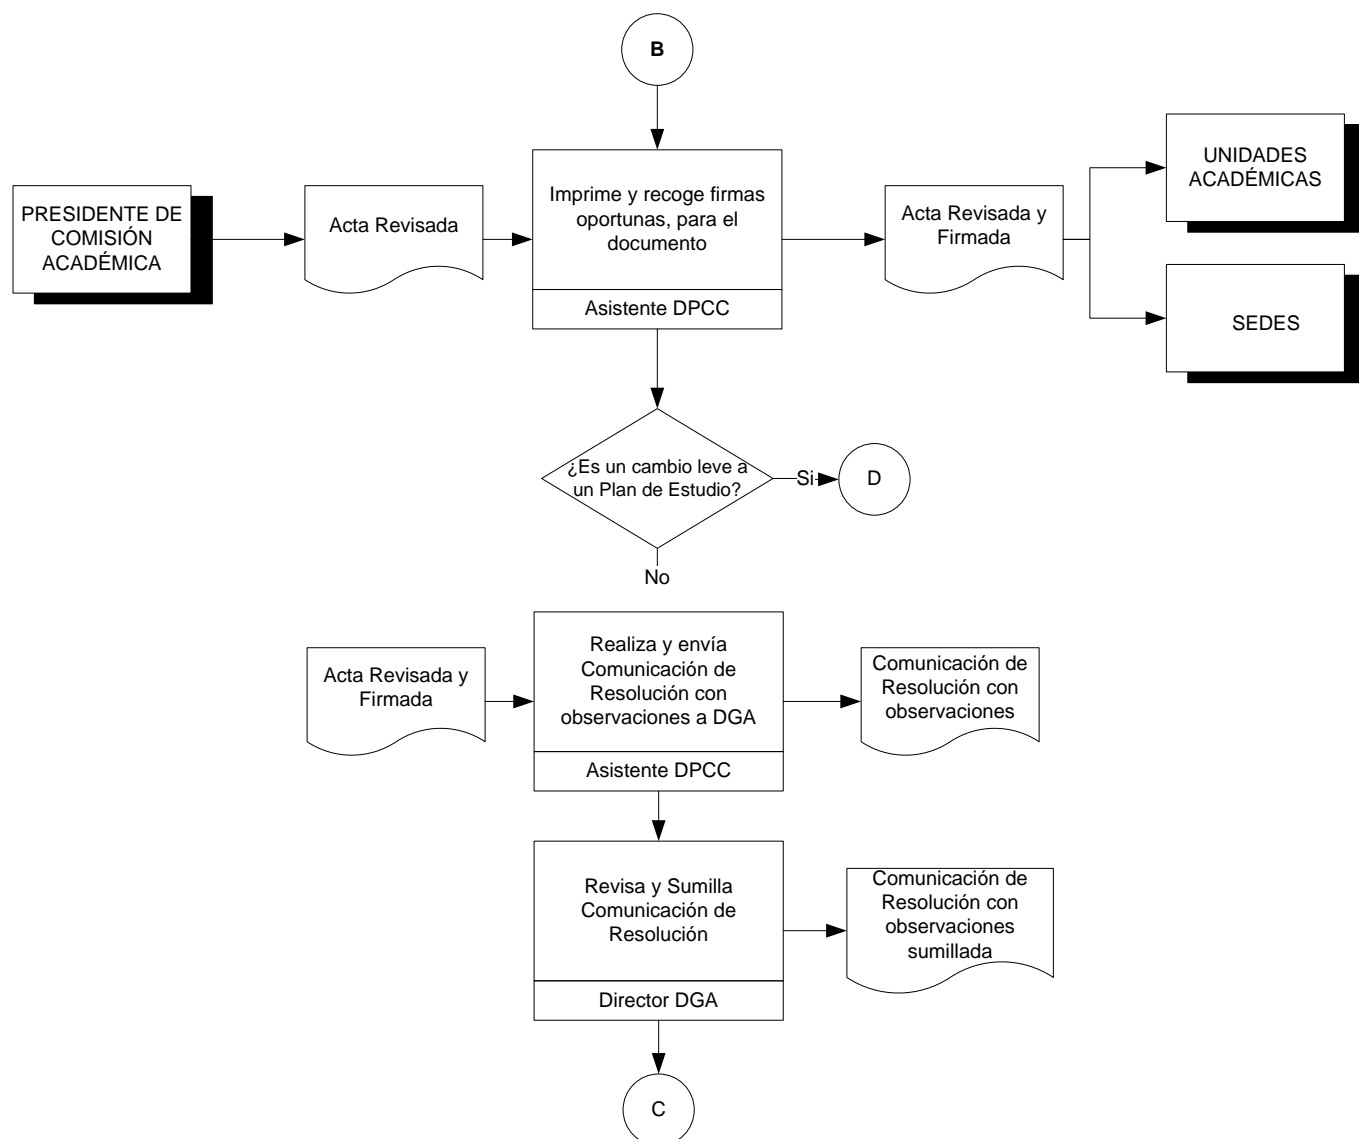 B
PRESIDENTE DE
COMISIÓN
ACADÉMICA
Acta Revisada
Imprime y recoge firmas
oportunas, para el
documento
Asistente DPCC
Acta Revisada y
Firmada
UNIDADES
ACADÉMICAS
SEDES
¿Es un cambio leve a
un Plan de Estudio?
Si
D
No
Acta Revisada y
Firmada
Realiza y envía
Comunicación de
Resolución con
observaciones a DGA
Asistente DPCC
Comunicación de
Resolución con
observaciones
Revisa y Sumilla
Comunicación de
Resolución
Director DGA
Comunicación de
Resolución con
observaciones
sumillada
C